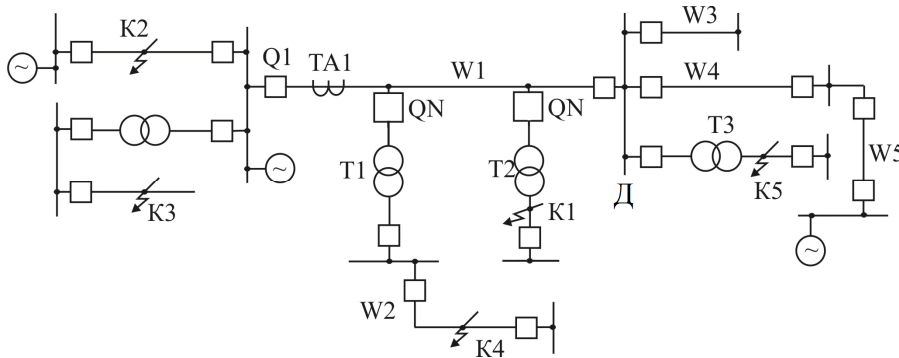 K2
W3
Q1
TA1
W1
W4
QN
QN
T3
T1
T2
W5
K3
K1
Д
K5
W2
K4
~
~
~